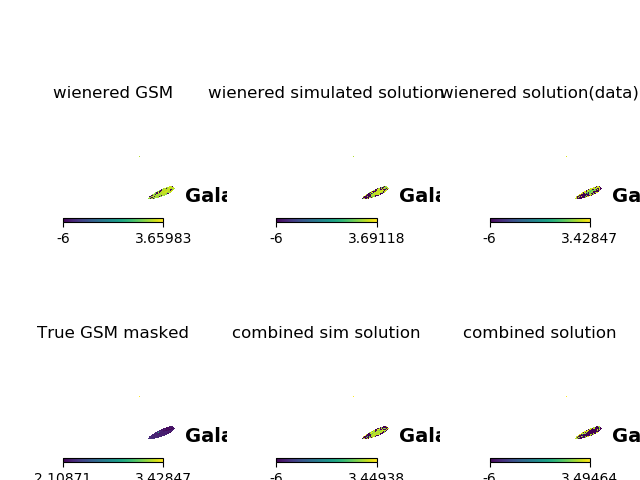 wienered GSM wienered simulated solution wienered solution(data)
Gala Gala Ga
-6 3.65983 -6 3.69118 -6 3.42847
True GSM masked combined sim solution combined solution
Gala Gala Ga
2.10871 3.42847 -6 3.44938 -6 3.49464